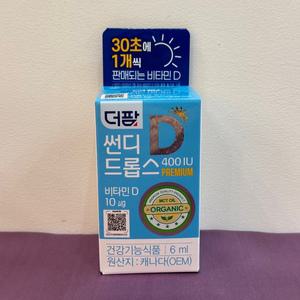 30초에
1개씩
판매되는 비타민 D
더팜
썬디 D
드롭스 400 IU
PREMIUM
비타민 D
10 μg
MCT OIL
ORGANIC
건강기능식품 6 ml
원산지 : 캐나다(OEM)